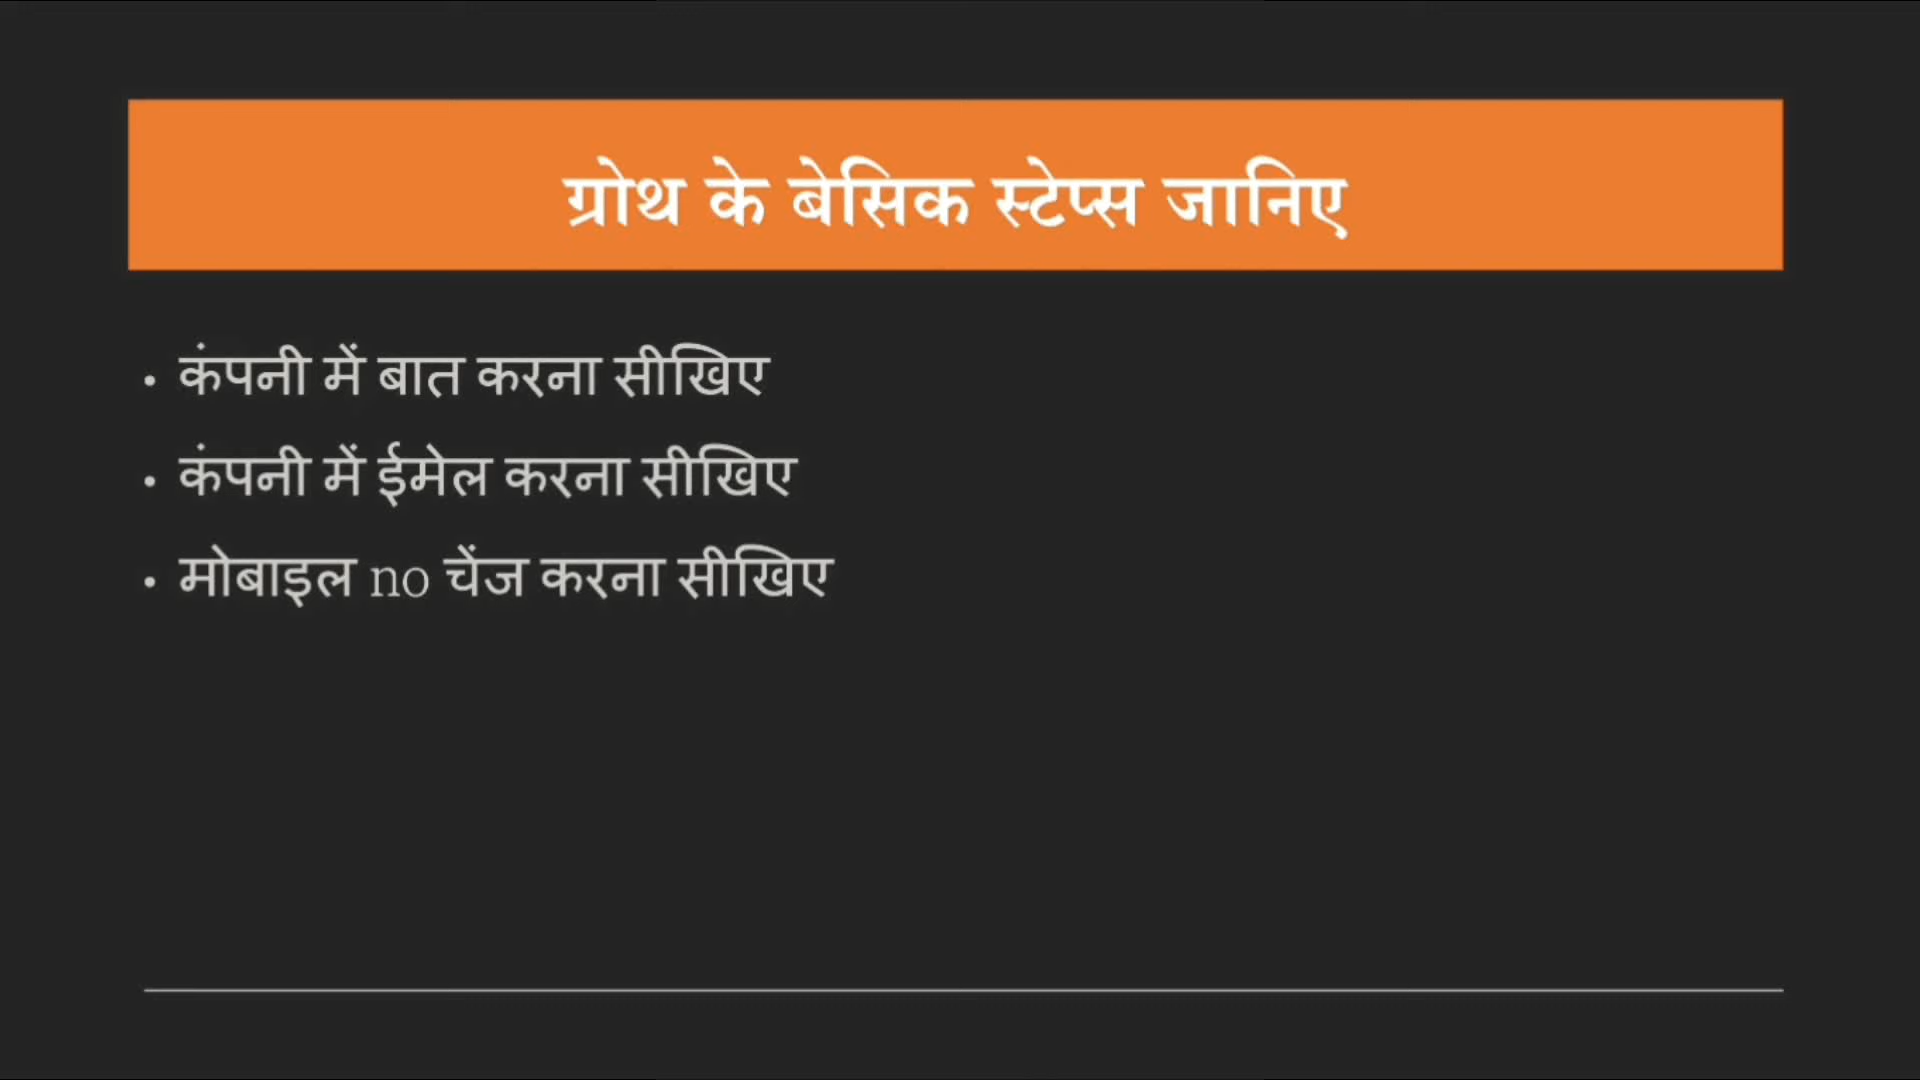 ग्रोथ के बेसिक स्टेप्स जानिए
• कंपनी में बात करना सीखिए
• कंपनी में ईमेल करना सीखिए
• मोबाइल no चेंज करना सीखिए